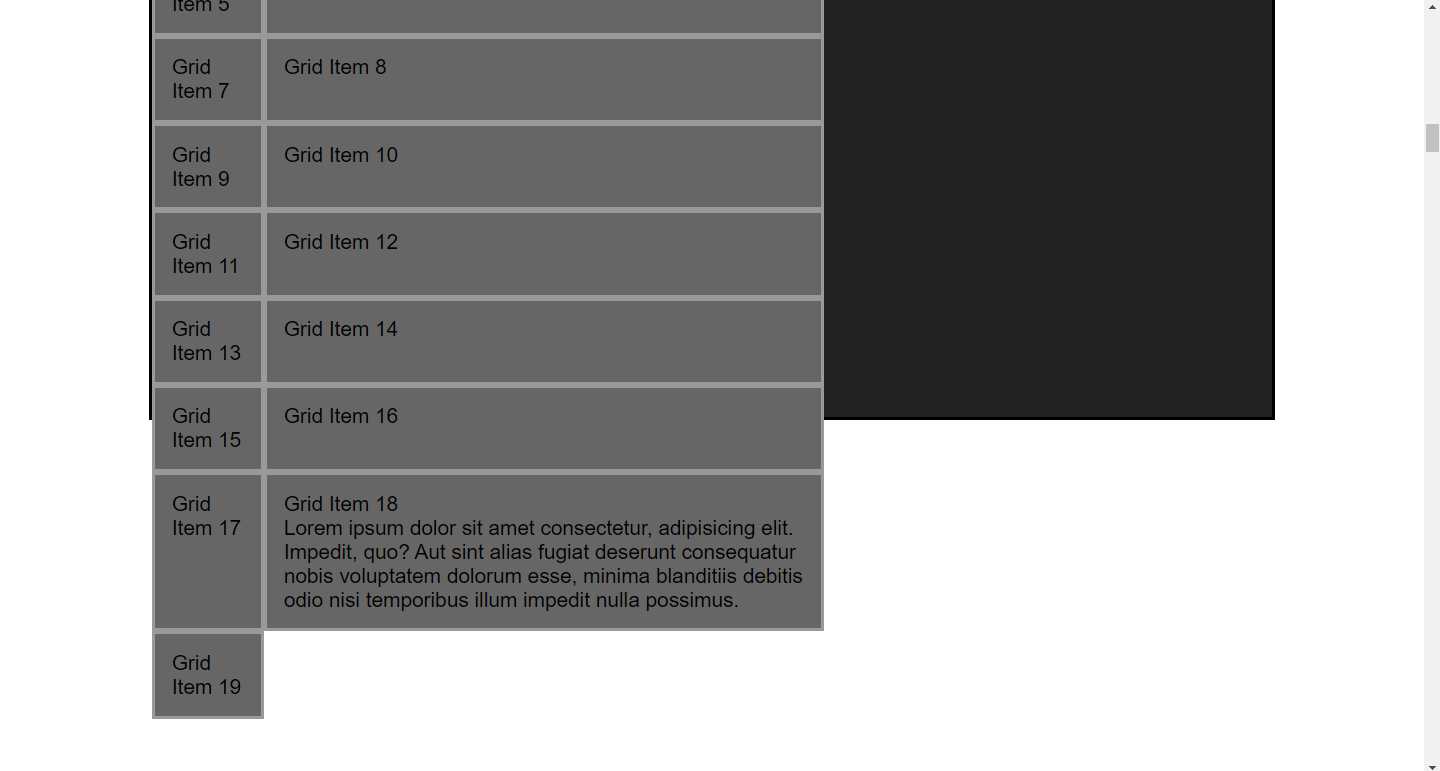 Item 5
Grid
Item 7
Grid Item 8
Grid
Item 9
Grid Item 10
Grid
Item 11
Grid Item 12
Grid
Item 13
Grid Item 14
Grid
Item 15
Grid Item 16
Grid
Item 17
Grid Item 18
Lorem ipsum dolor sit amet consectetur, adipisicing elit.
Impedit, quo? Aut sint alias fugiat deserunt consequatur
nobis voluptatem dolorum esse, minima blanditiis debitis
odio nisi temporibus illum impedit nulla possimus.
Grid
Item 19